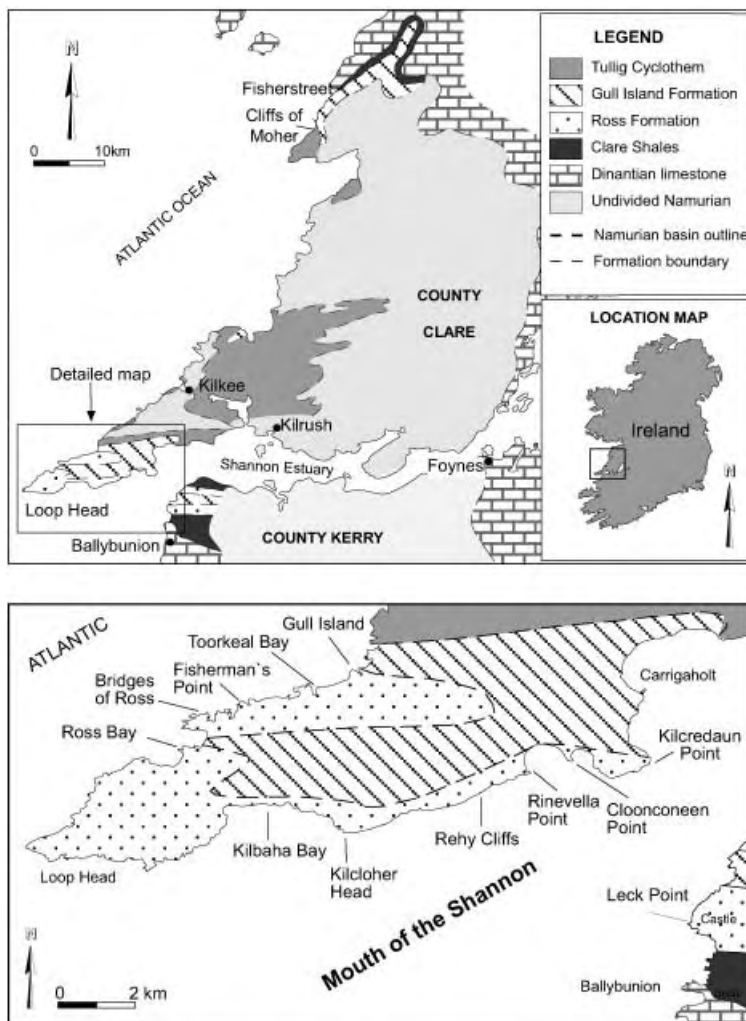 N
0 10km
ATLANTIC OCEAN
Fisherstreet
Cliffs of
Moher
COUNTY
CLARE
Detailed map
Kilkee
Kilrush
Shannon Estuary
Foynes
Loop Head
Ballybunion
COUNTY KERRY
LEGEND
Tullig Cyclothem
Gull Island Formation
Ross Formation
Clare Shales
Dinantian limestone
Undivided Namurian
Namurian basin outline
Formation boundary
LOCATION MAP
Ireland
N
ATLANTIC
Gull Island
Toorkeal Bay
Fisherman`s
Point
Bridges
of Ross
Ross Bay
Carrigaholt
Kilcredaun
Point
Cloonconeen
Point
Rinevella
Point
Rehy Cliffs
Kilbaha Bay
Kilcloher
Head
Loop Head
Mouth of the Shannon
Leck Point
Castle
Ballybunion
N
0 2 km